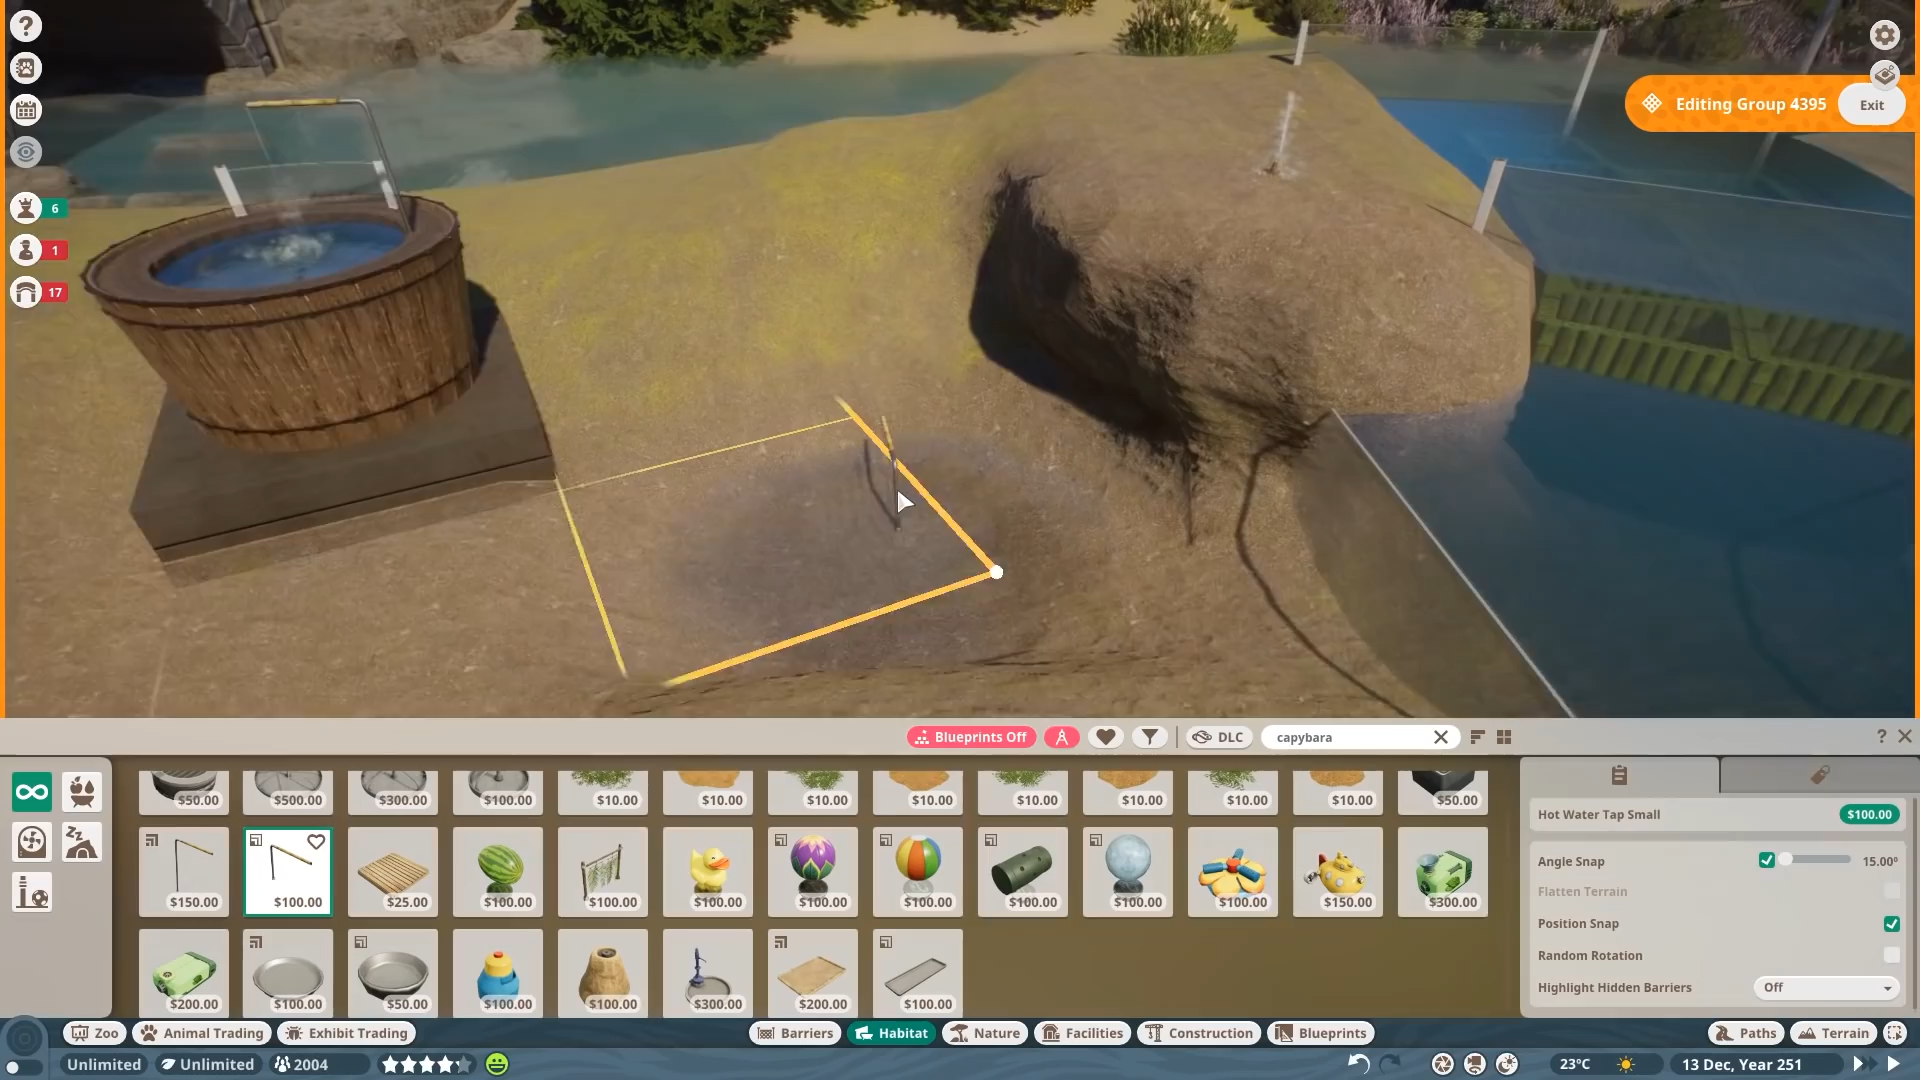 ?
Editing Group 4395
Exit
6
1
17
Blueprints Off
DLC
capybara
?
$50.00
$500.00
$300.00
$100.00
$10.00
$10.00
$10.00
$10.00
$10.00
$10.00
$10.00
$10.00
$50.00
$150.00
$100.00
$25.00
$100.00
$100.00
$100.00
$100.00
$100.00
$100.00
$100.00
$100.00
$150.00
$300.00
$200.00
$100.00
$50.00
$100.00
$100.00
$300.00
$200.00
$100.00
Hot Water Tap Small
$100.00
Angle Snap
15.00°
Flatten Terrain
Position Snap
Random Rotation
Highlight Hidden Barriers
Off
Zoo
Animal Trading
Exhibit Trading
Barriers
Habitat
Nature
Facilities
Construction
Blueprints
Paths
Terrain
Unlimited
Unlimited
2004
23°C
13 Dec, Year 251